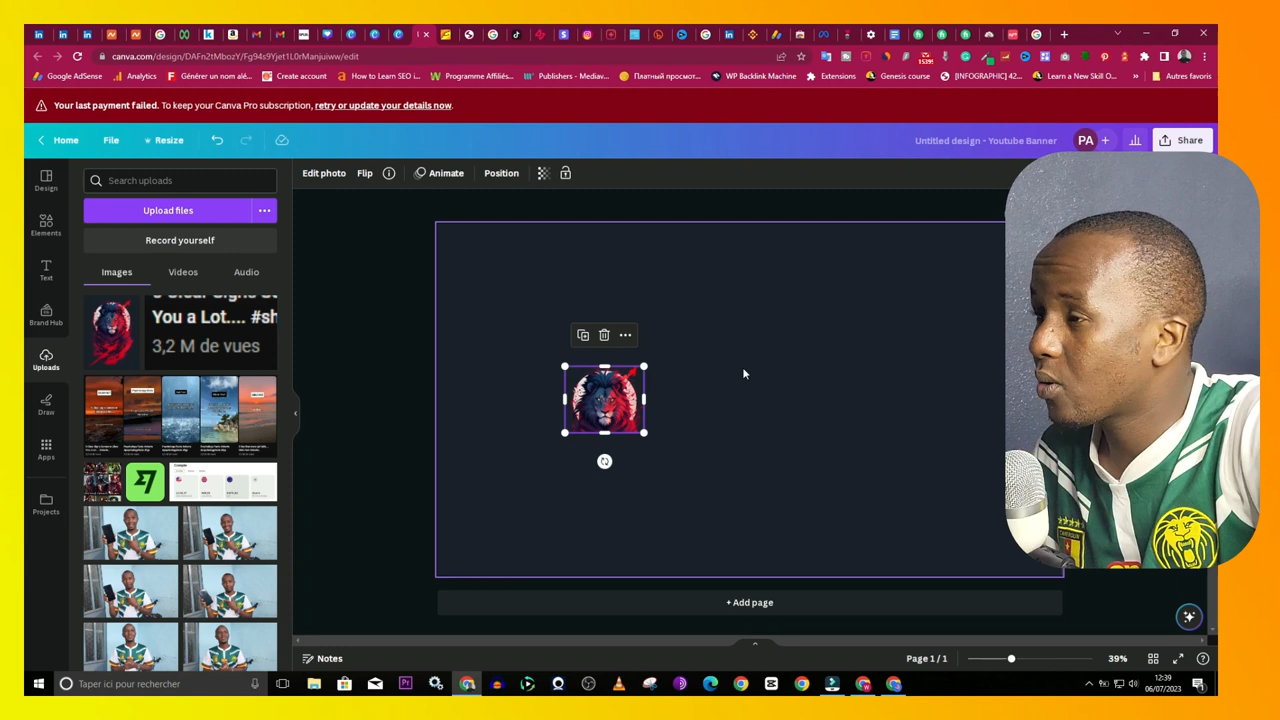 canva.com/design/DAFn2tMbozY/Fg94s9Yjet1L0rManjuiww/edit
Google AdSense
Analytics
Générer un nom alé...
Create account
How to Learn SEO i...
Programme Affiliés...
Publishers - Mediav...
Платный просмотр...
WP Backlink Machine
Extensions
Genesis course
[INFOGRAPHIC] 42...
Learn a New Skill O...
Autres favoris
Your last payment failed. To keep your Canva Pro subscription, retry or update your details now.
Home
File
Resize
Untitled design - Youtube Banner
PA
Share
Design
Elements
Text
Brand Hub
Uploads
Draw
Apps
Projects
Search uploads
Upload files
Record yourself
Images
Videos
Audio
You a Lot.... #sh
3,2 M de vues
Edit photo
Flip
Animate
Position
+ Add page
Notes
Page 1 / 1
39%
Taper ici pour rechercher
12:39
06/07/2023
CAMEROUN